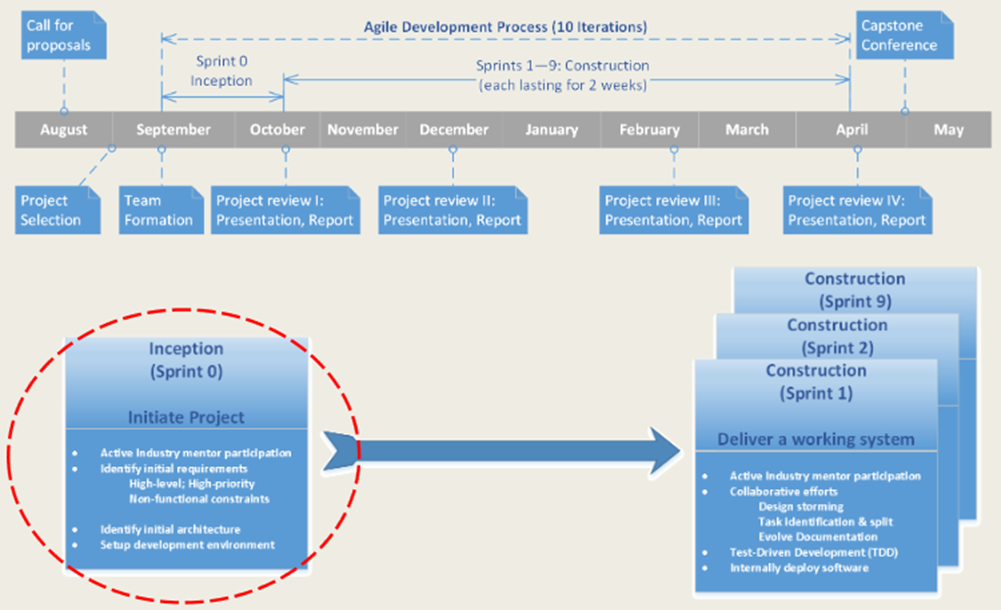 Call for
proposals
Agile Development Process (10 Iterations)
Capstone
Conference
Sprint 0
Inception
Sprints 1—9: Construction
(each lasting for 2 weeks)
August September October November December January February March April May
Project
Selection
Team
Formation
Project review I:
Presentation, Report
Project review II:
Presentation, Report
Project review III:
Presentation, Report
Project review IV:
Presentation, Report
Inception
(Sprint 0)
Initiate Project
• Active Industry mentor participation
• Identify initial requirements
High-level; High-priority
Non-functional constraints
• Identify initial architecture
• Setup development environment
Construction
(Sprint 9)
Construction
(Sprint 2)
Construction
(Sprint 1)
Deliver a working system
• Active Industry mentor participation
• Collaborative efforts
Design storming
Task identification & split
Evolve Documentation
• Test-Driven Development (TDD)
• Internally deploy software